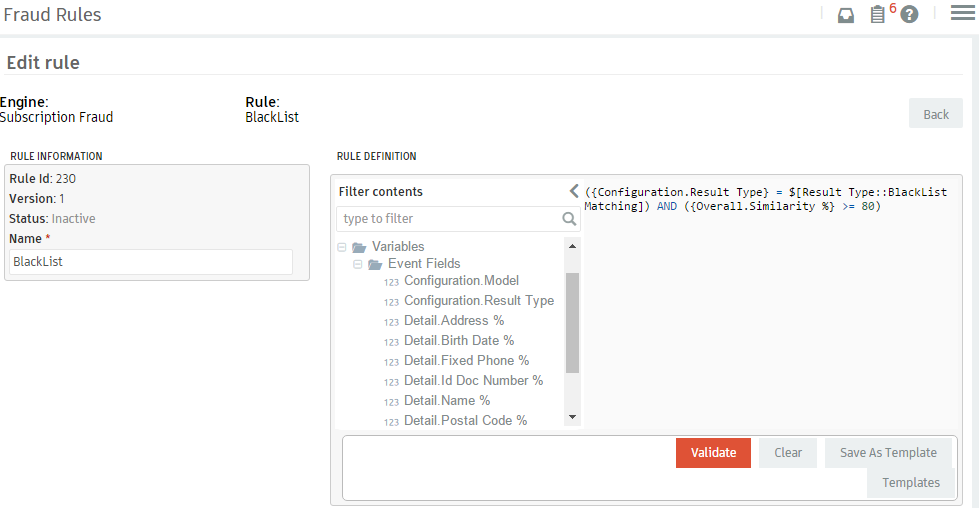 Fraud Rules
6
?
Edit rule
Engine:
Subscription Fraud
Rule:
BlackList
Back
RULE INFORMATION
Rule Id: 230
Version: 1
Status: Inactive
Name *
BlackList
RULE DEFINITION
Filter contents
type to filter
Variables
Event Fields
123 Configuration.Model
123 Configuration.Result Type
123 Detail.Address %
123 Detail.Birth Date %
123 Detail.Fixed Phone %
123 Detail.Id Doc Number %
123 Detail.Name %
123 Detail.Postal Code %
({Configuration.Result Type} = $[Result Type::BlackList
Matching]) AND ({Overall.Similarity %} >= 80)
Validate
Clear
Save As Template
Templates